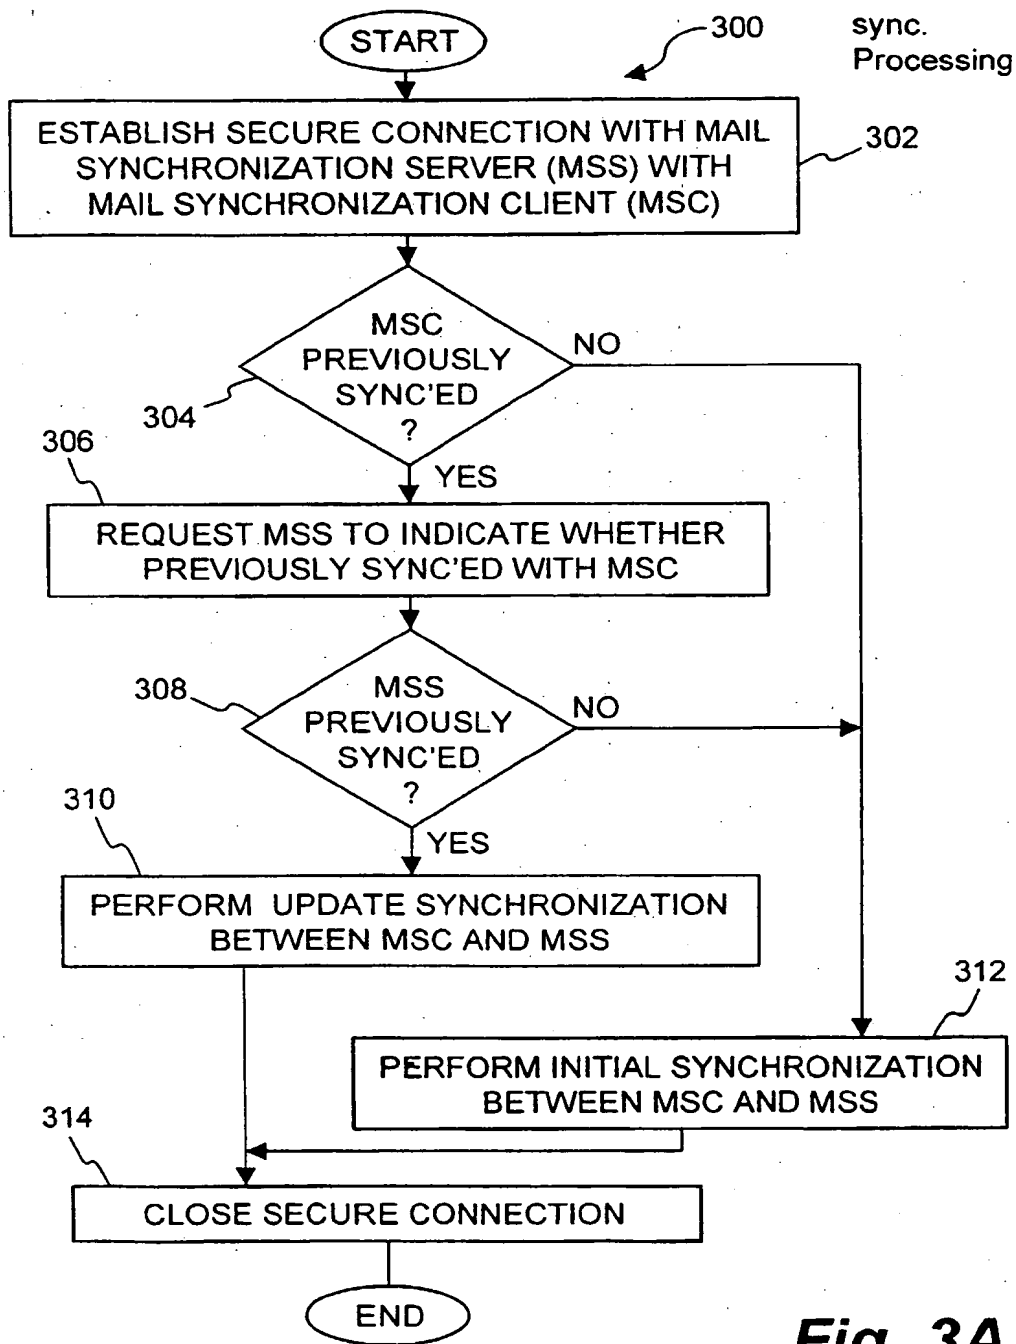 START
300
sync.
Processing
ESTABLISH SECURE CONNECTION WITH MAIL
SYNCHRONIZATION SERVER (MSS) WITH
MAIL SYNCHRONIZATION CLIENT (MSC)
302
MSC
PREVIOUSLY
SYNC'ED
?
NO
304
YES
306
REQUEST MSS TO INDICATE WHETHER
PREVIOUSLY SYNC'ED WITH MSC
308
MSS
PREVIOUSLY
SYNC'ED
?
NO
YES
310
PERFORM UPDATE SYNCHRONIZATION
BETWEEN MSC AND MSS
312
PERFORM INITIAL SYNCHRONIZATION
BETWEEN MSC AND MSS
314
CLOSE SECURE CONNECTION
END
Fig. 3A